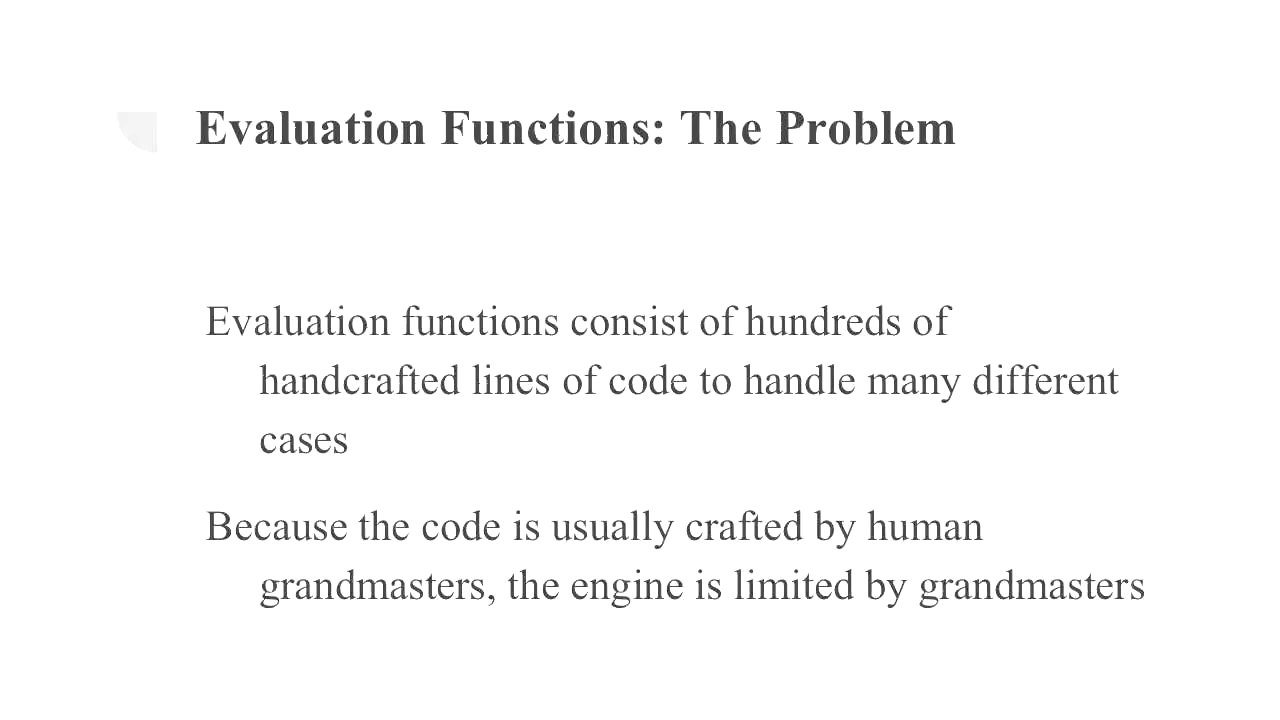 Evaluation Functions: The Problem
Evaluation functions consist of hundreds of
handcrafted lines of code to handle many different
cases
Because the code is usually crafted by human
grandmasters, the engine is limited by grandmasters